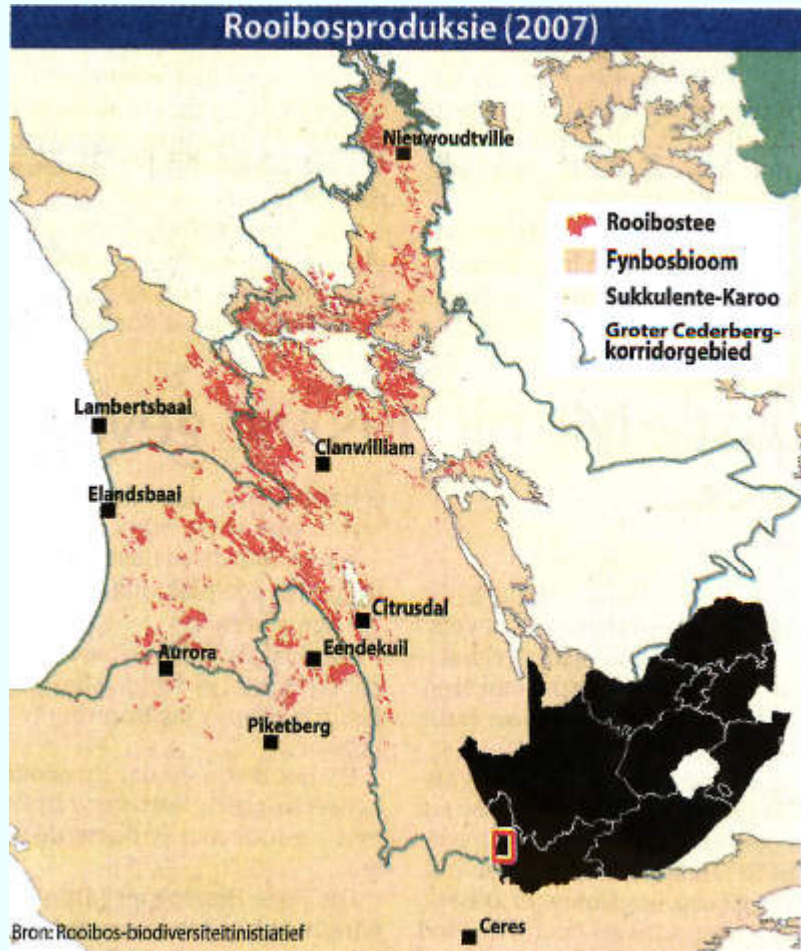 Rooibosproduksie (2007)
Nieuwoudtville
Rooibostee
Fynbosbioom
Sukkulente-Karoo
Groter Cederberg-
korridorgebied
Lambertsbaai
Clanwilliam
Elandsbaai
Citrusdal
Aurora
Eendekuil
Piketberg
Ceres
Bron: Rooibos-biodiversiteitinistiatief